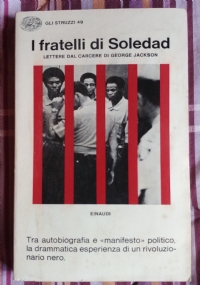 GLI STRUZZI 49
I fratelli di Soledad
LETTERE DAL CARCERE DI GEORGE JACKSON
EINAUDI
Tra autobiografia e «manifesto» politico,
la drammatica esperienza di un rivoluzio-
nario nero.